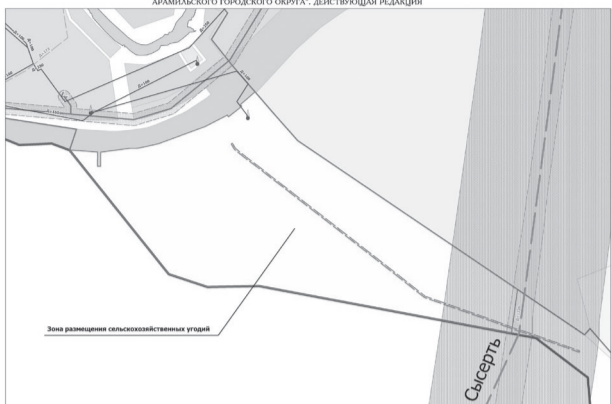 АРАМИЛЬСКОГО ГОРОДСКОГО ОКРУГА". ДЕЙСТВУЮЩАЯ РЕДАКЦИЯ
Зона размещения сельскохозяйственных угодий
Сысерть